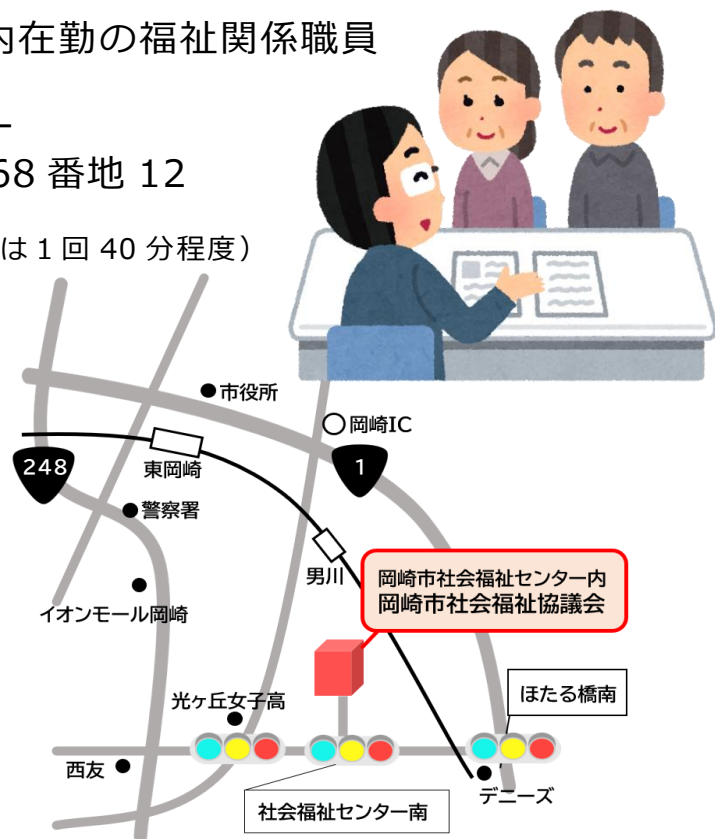 内在勤の福祉関係職員
68 番地 12
は 1 回 40 分程度）
市役所
岡崎IC
248
東岡崎
1
警察署
男川
岡崎市社会福祉センター内
岡崎市社会福祉協議会
イオンモール岡崎
ほたる橋南
光ヶ丘女子高
西友
デニーズ
社会福祉センター南